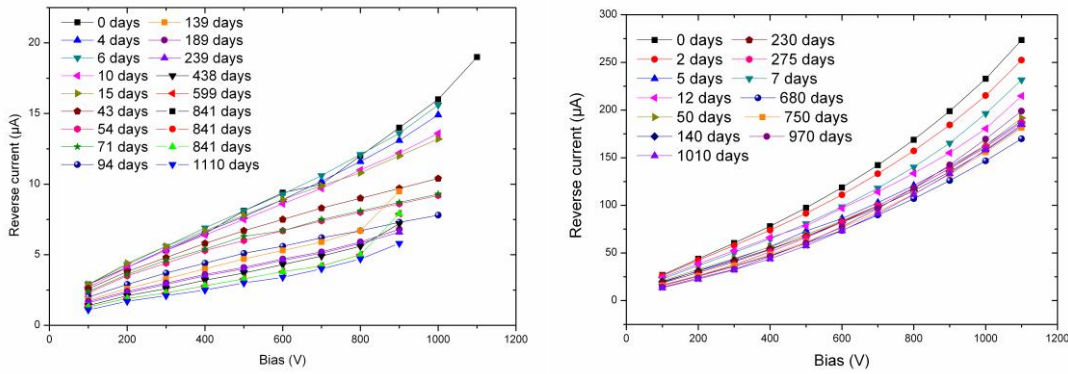 Reverse current (µA)
25
20
15
10
5
0
0 days 139 days
4 days 189 days
6 days 239 days
10 days 438 days
15 days 599 days
43 days 841 days
54 days 841 days
71 days 841 days
94 days 1110 days
0 200 400 600 800 1000 1200
Bias (V)
Reverse current (µA)
300
250
200
150
100
50
0
0 days 230 days
2 days 275 days
5 days 7 days
12 days 680 days
50 days 750 days
140 days 970 days
1010 days
0 200 400 600 800 1000 1200
Bias (V)